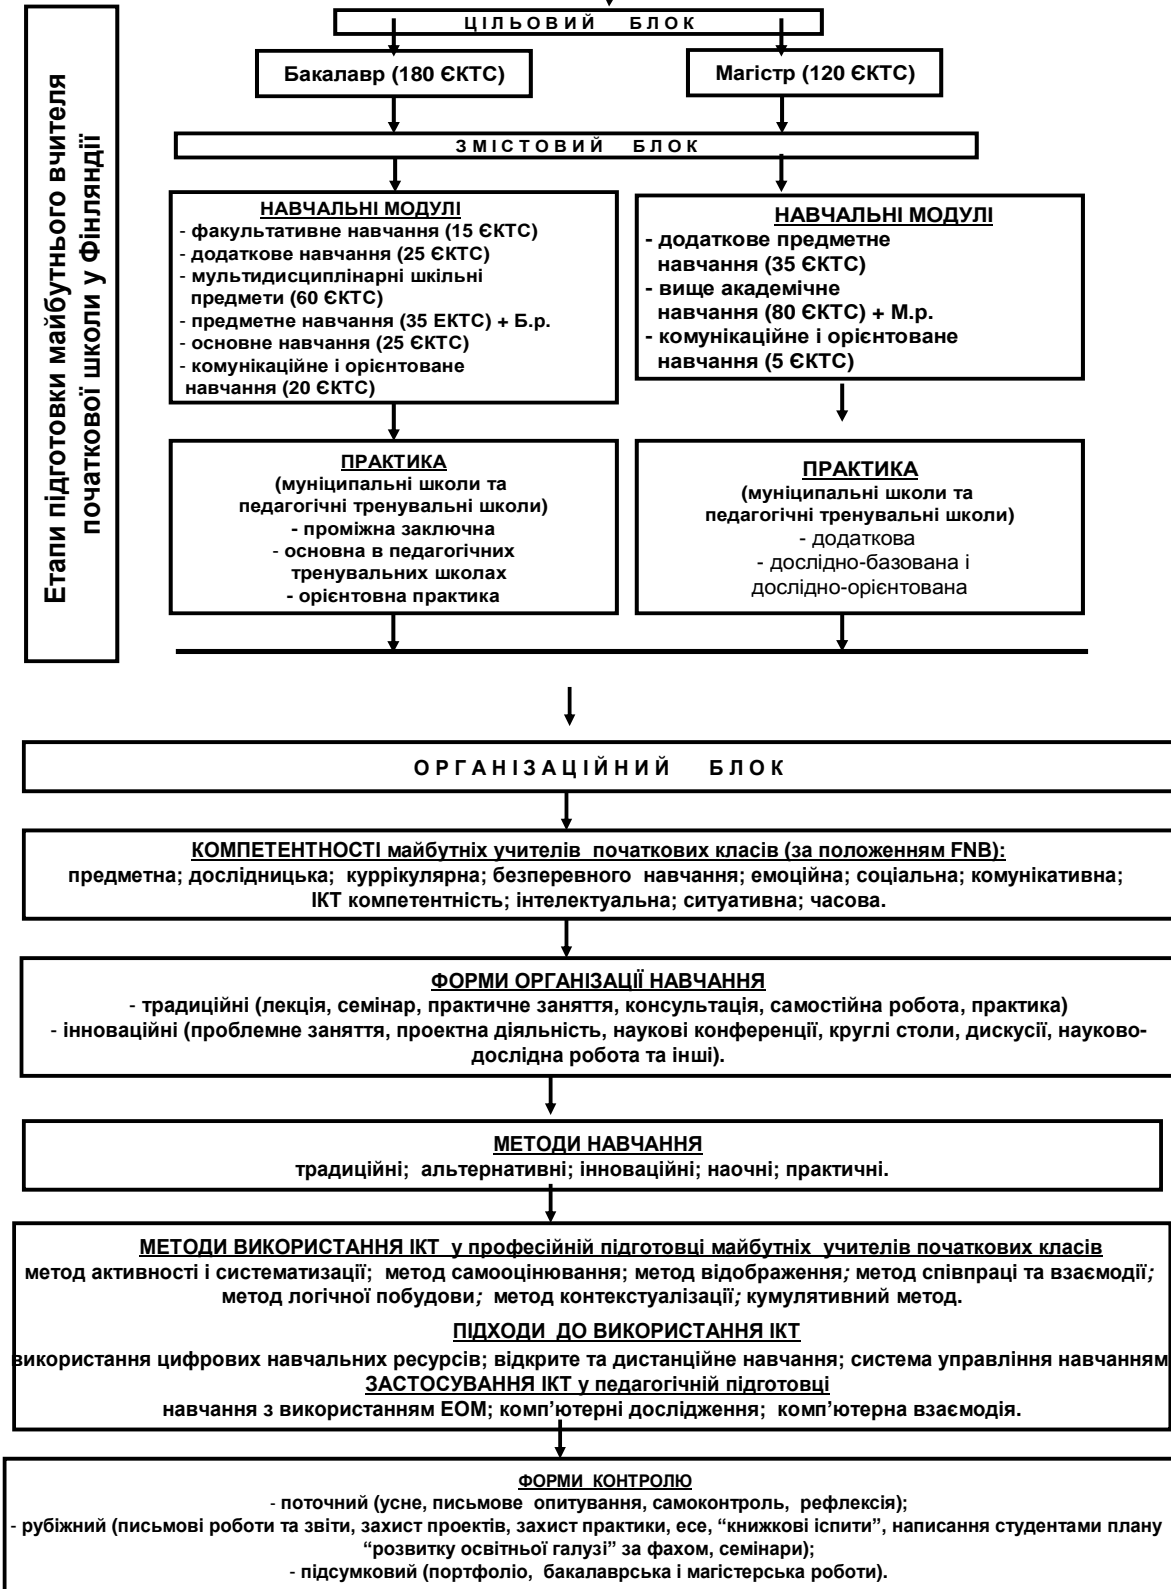 Етапи підготовки майбутнього вчителя
початкової школи у Фінляндії
ЦІЛЬОВИЙ БЛОК
Бакалавр (180 ЄКТС)
Магістр (120 ЄКТС)
ЗМІСТОВИЙ БЛОК
НАВЧАЛЬНІ МОДУЛІ
- факультативне навчання (15 ЄКТС)
- додаткове навчання (25 ЄКТС)
- мультидисциплінарні шкільні
предмети (60 ЄКТС)
- предметне навчання (35 ЕКТС) + Б.р.
- основне навчання (25 ЄКТС)
- комунікаційне і орієнтоване
навчання (20 ЄКТС)
НАВЧАЛЬНІ МОДУЛІ
- додаткове предметне
навчання (35 ЄКТС)
- вище академічне
навчання (80 ЄКТС) + М.р.
- комунікаційне і орієнтоване
навчання (5 ЄКТС)
ПРАКТИКА
(муніципальні школи та
педагогічні тренувальні школи)
- проміжна заключна
- основна в педагогічних
тренувальних школах
- орієнтовна практика
ПРАКТИКА
(муніципальні школи та
педагогічні тренувальні школи)
- додаткова
- дослідно-базована і
дослідно-орієнтована
ОРГАНІЗАЦІЙНИЙ БЛОК
КОМПЕТЕНТНОСТІ майбутніх учителів початкових класів (за положенням FNB):
предметна; дослідницька; куррікулярна; безперевного навчання; емоційна; соціальна; комунікативна;
ІКТ компетентність; інтелектуальна; ситуативна; часова.
ФОРМИ ОРГАНІЗАЦІЇ НАВЧАННЯ
- традиційні (лекція, семінар, практичне заняття, консультація, самостійна робота, практика)
- інноваційні (проблемне заняття, проектна діяльність, наукові конференції, круглі столи, дискусії, науково-
дослідна робота та інші).
МЕТОДИ НАВЧАННЯ
традиційні; альтернативні; інноваційні; наочні; практичні.
МЕТОДИ ВИКОРИСТАННЯ ІКТ у професійній підготовці майбутніх учителів початкових класів
метод активності і систематизації; метод самооцінювання; метод відображення; метод співпраці та взаємодії;
метод логічної побудови; метод контекстуалізації; кумулятивний метод.
ПІДХОДИ ДО ВИКОРИСТАННЯ ІКТ
використання цифрових навчальних ресурсів; відкрите та дистанційне навчання; система управління навчанням
ЗАСТОСУВАННЯ ІКТ у педагогічній підготовці
навчання з використанням ЕОМ; комп’ютерні дослідження; комп’ютерна взаємодія.
ФОРМИ КОНТРОЛЮ
- поточний (усне, письмове опитування, самоконтроль, рефлексія);
- рубіжний (письмові роботи та звіти, захист проектів, захист практики, есе, “книжкові іспити”, написання студентами плану
“розвитку освітньої галузі” за фахом, семінари);
- підсумковий (портфоліо, бакалаврська і магістерська роботи).